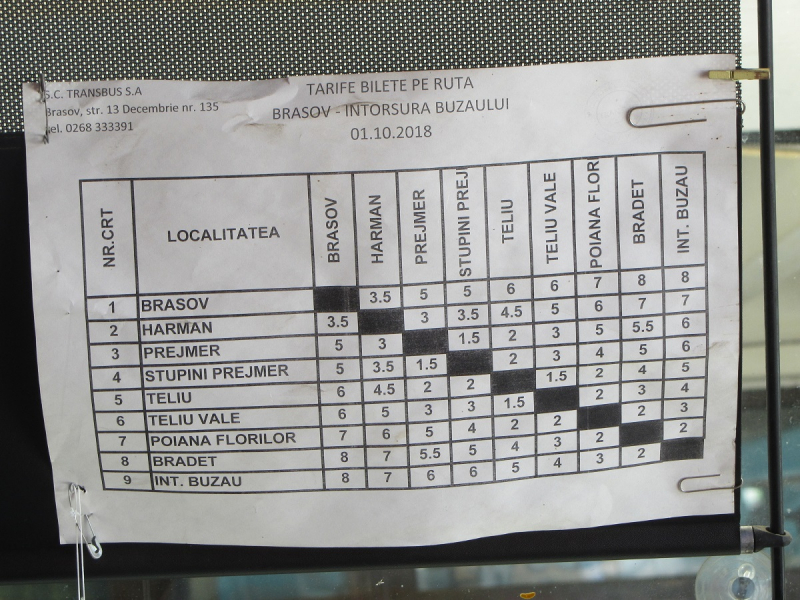 S.C. TRANSBUS S.A
Brasov, str. 13 Decembrie nr. 135
Tel. 0268 333391
TARIFE BILETE PE RUTA
BRASOV - INTORSURA BUZAULUI
01.10.2018
NR.CRT LOCALITATEA BRASOV HARMAN PREJMER STUPINI PREJ TELIU TELIU VALE POIANA FLOR BRADET INT. BUZAU
1 BRASOV 3.5 5 5 6 6 7 8 8
2 HARMAN 3.5 3 3.5 4.5 5 6 7 7
3 PREJMER 5 3 1.5 2 3 5 5.5 6
4 STUPINI PREJMER 5 3.5 1.5 2 3 4 5 6
5 TELIU 6 4.5 2 2 1.5 2 4 5
6 TELIU VALE 6 5 3 3 1.5 2 3 4
7 POIANA FLORILOR 7 6 5 4 2 2 2 3
8 BRADET 8 7 5.5 5 4 3 2 2
9 INT. BUZAU 8 7 6 6 5 4 3 2